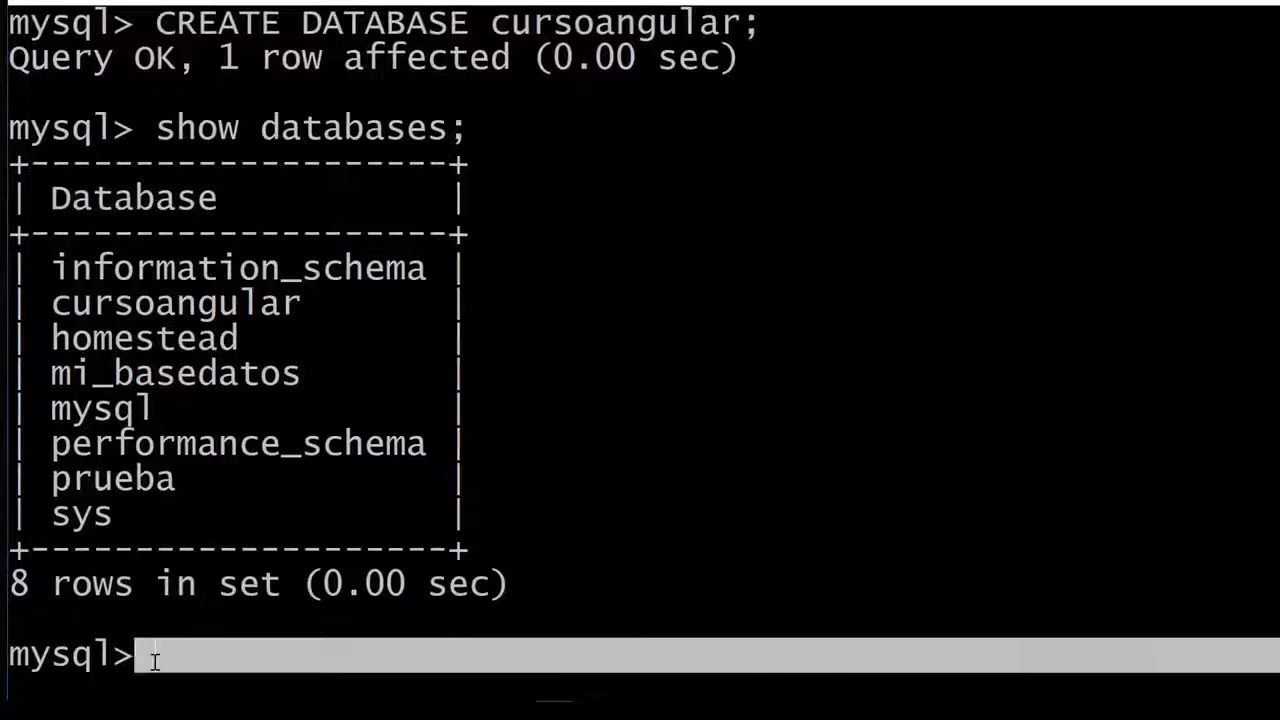 mysql> CREATE DATABASE cursoangular;
Query OK, 1 row affected (0.00 sec)
mysql> show databases;
+--------------------+
| Database           |
+--------------------+
| information_schema |
| cursoangular       |
| homestead          |
| mi_basedatos       |
| mysql              |
| performance_schema |
| prueba             |
| sys                |
+--------------------+
8 rows in set (0.00 sec)
mysql>